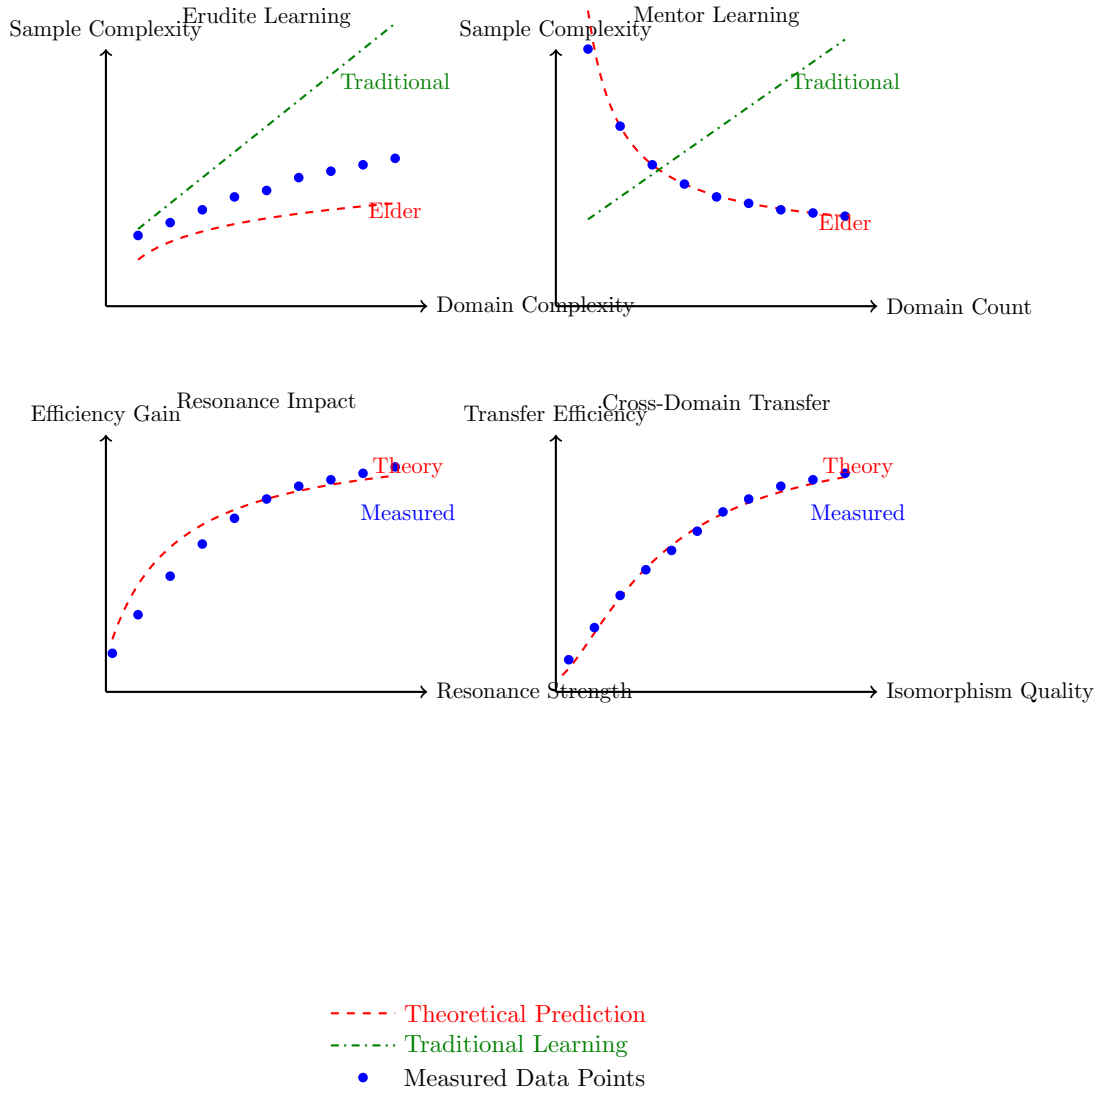 Erudite Learning
Sample Complexity
Traditional
Elder
Domain Complexity
Mentor Learning
Sample Complexity
Traditional
Elder
Domain Count
Resonance Impact
Efficiency Gain
Theory
Measured
Resonance Strength
Cross-Domain Transfer
Transfer Efficiency
Theory
Measured
Isomorphism Quality
Theoretical Prediction
Traditional Learning
Measured Data Points